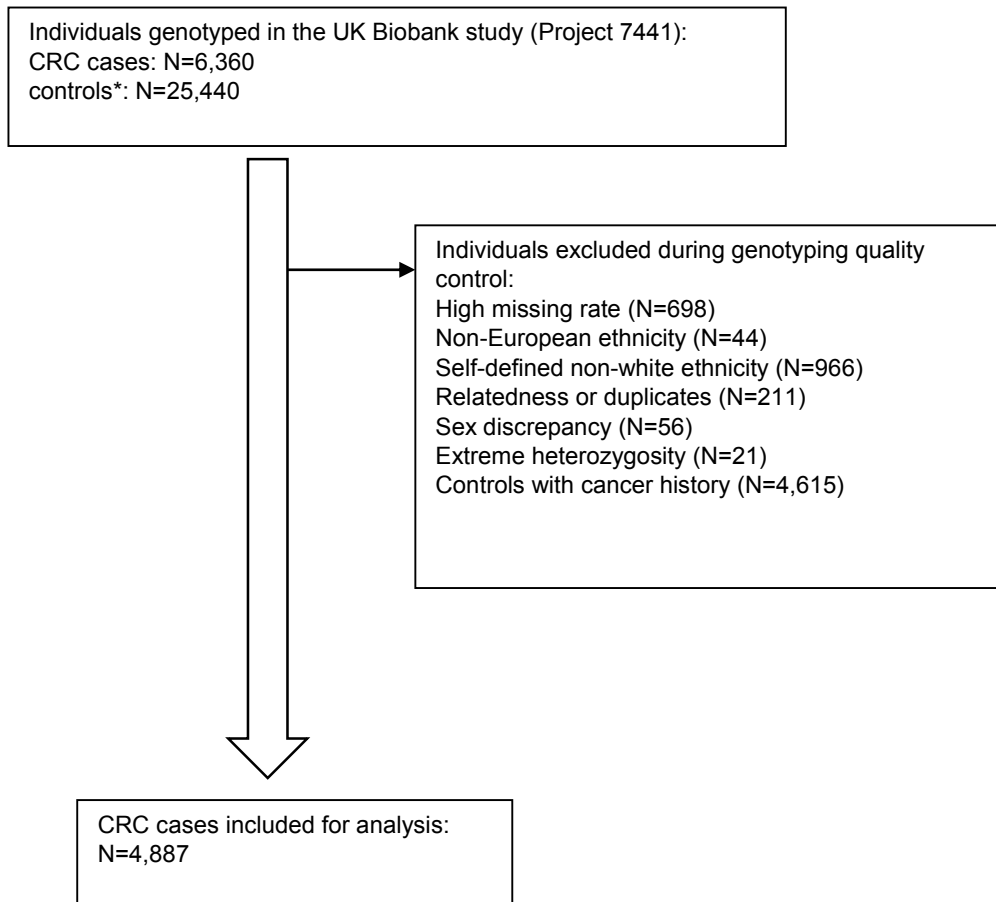 Individuals genotyped in the UK Biobank study (Project 7441):
CRC cases: N=6,360
controls*: N=25,440
Individuals excluded during genotyping quality
control:
High missing rate (N=698)
Non-European ethnicity (N=44)
Self-defined non-white ethnicity (N=966)
Relatedness or duplicates (N=211)
Sex discrepancy (N=56)
Extreme heterozygosity (N=21)
Controls with cancer history (N=4,615)
CRC cases included for analysis:
N=4,887